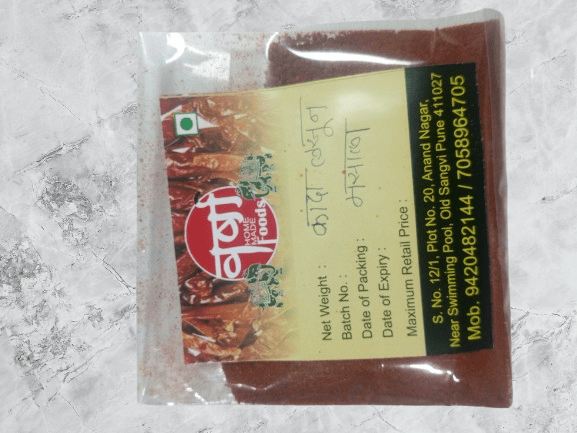 वर्षा
HOME
MADE
Foods
कांदा लसून
मसाला
Net Weight :
Batch No. :
Date of Packing :
Date of Expiry :
Maximum Retail Price :
S. No. 12/1, Plot No. 20, Anand Nagar,
Near Swimming Pool, Old Sangvi Pune 411027
Mob. 9420482144 / 7058964705